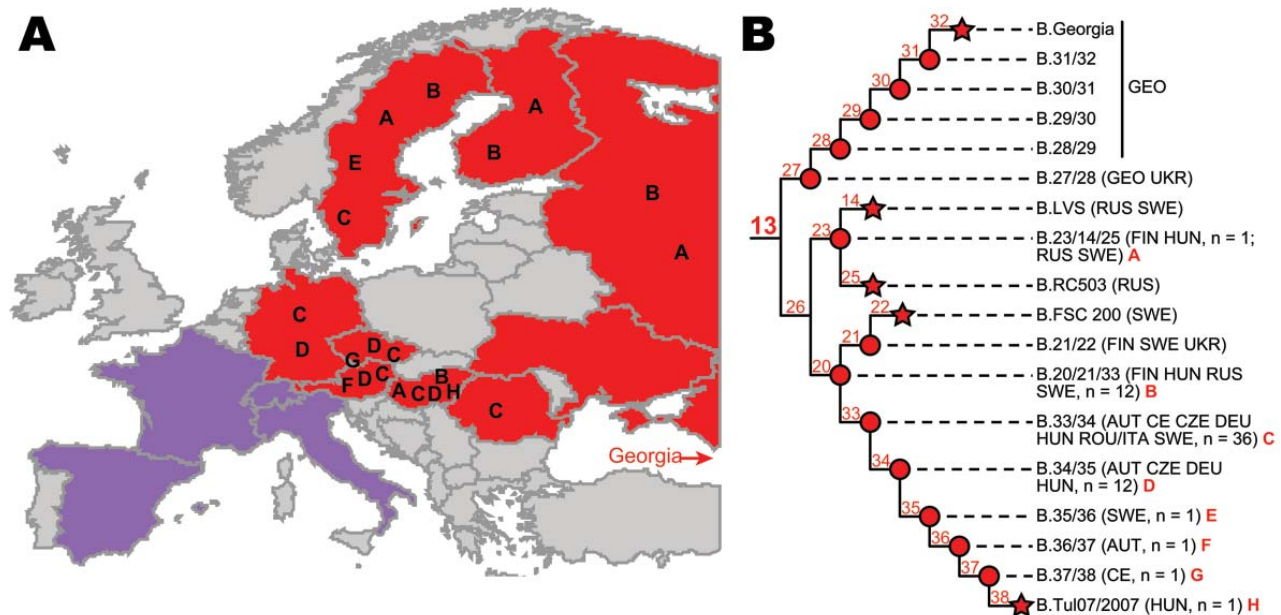 A
B
A
B
A
E
B
C
B
A
C
D
D
C
G
F
D
C
B
A
C
D
H
C
Georgia
B
13
32
31
30
29
28
27
14
23
25
26
22
21
20
33
34
35
36
37
38
B.Georgia
B.31/32
B.30/31
GEO
B.29/30
B.28/29
B.27/28 (GEO UKR)
B.LVS (RUS SWE)
B.23/14/25 (FIN HUN, n = 1;
RUS SWE) A
B.RC503 (RUS)
B.FSC 200 (SWE)
B.21/22 (FIN SWE UKR)
B.20/21/33 (FIN HUN RUS
SWE, n = 12) B
B.33/34 (AUT CE CZE DEU
HUN ROU/ITA SWE, n = 36) C
B.34/35 (AUT CZE DEU
HUN, n = 12) D
B.35/36 (SWE, n = 1) E
B.36/37 (AUT, n = 1) F
B.37/38 (CE, n = 1) G
B.Tul07/2007 (HUN, n = 1) H